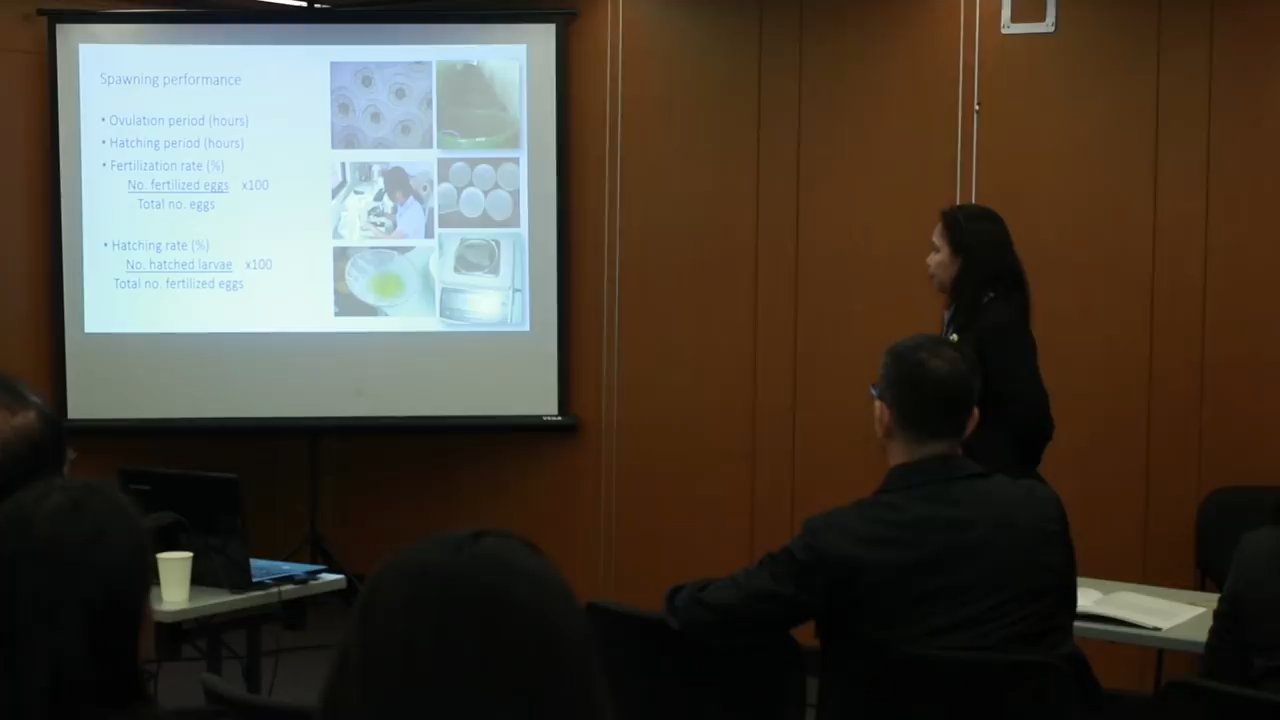 Spawning performance
• Ovulation period (hours)
• Hatching period (hours)
• Fertilization rate (%)
No. fertilized eggs x100
Total no. eggs
• Hatching rate (%)
No. hatched larvae x100
Total no. fertilized eggs
VEGA